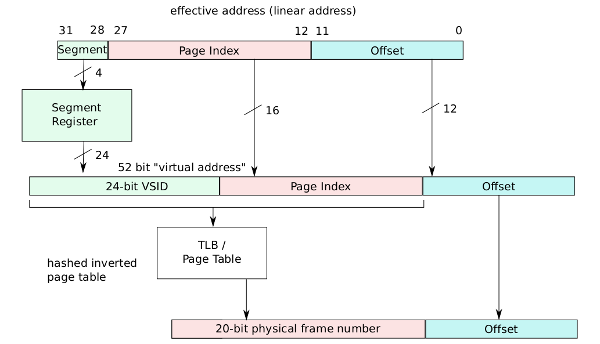 effective address (linear address)
31 28 27 12 11 0
Segment Page Index Offset
4
Segment
Register
16
12
24
52 bit "virtual address"
24-bit VSID Page Index Offset
TLB /
Page Table
hashed inverted
page table
20-bit physical frame number Offset